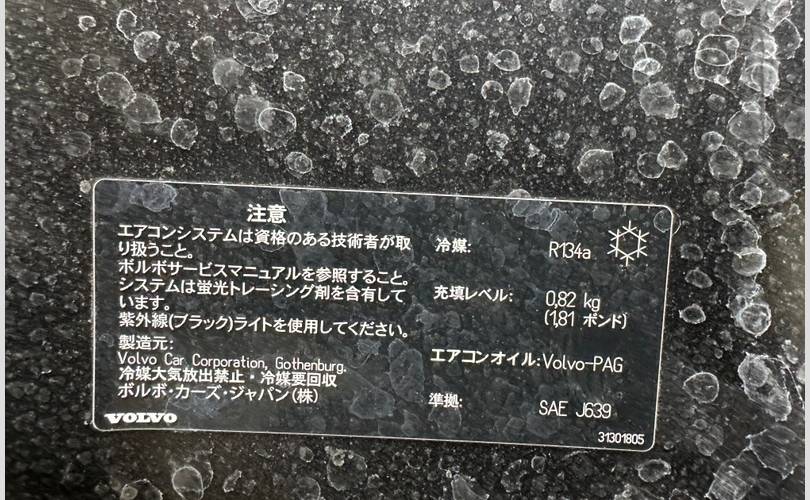 注意
エアコンシステムは資格のある技術者が取
り扱うこと。
ボルボサービスマニュアルを参照すること。
システムは蛍光トレーシング剤を含有して
います。
紫外線(ブラック)ライトを使用してください。
製造元:
Volvo Car Corporation, Gothenburg.
冷媒大気放出禁止・冷媒要回収
ボルボ・カーズ・ジャパン(株)
VOLVO
冷媒: R134a
充填レベル: 0,82 kg
(1,81 ポンド)
エアコンオイル:Volvo-PAG
準拠: SAE J639
31301805